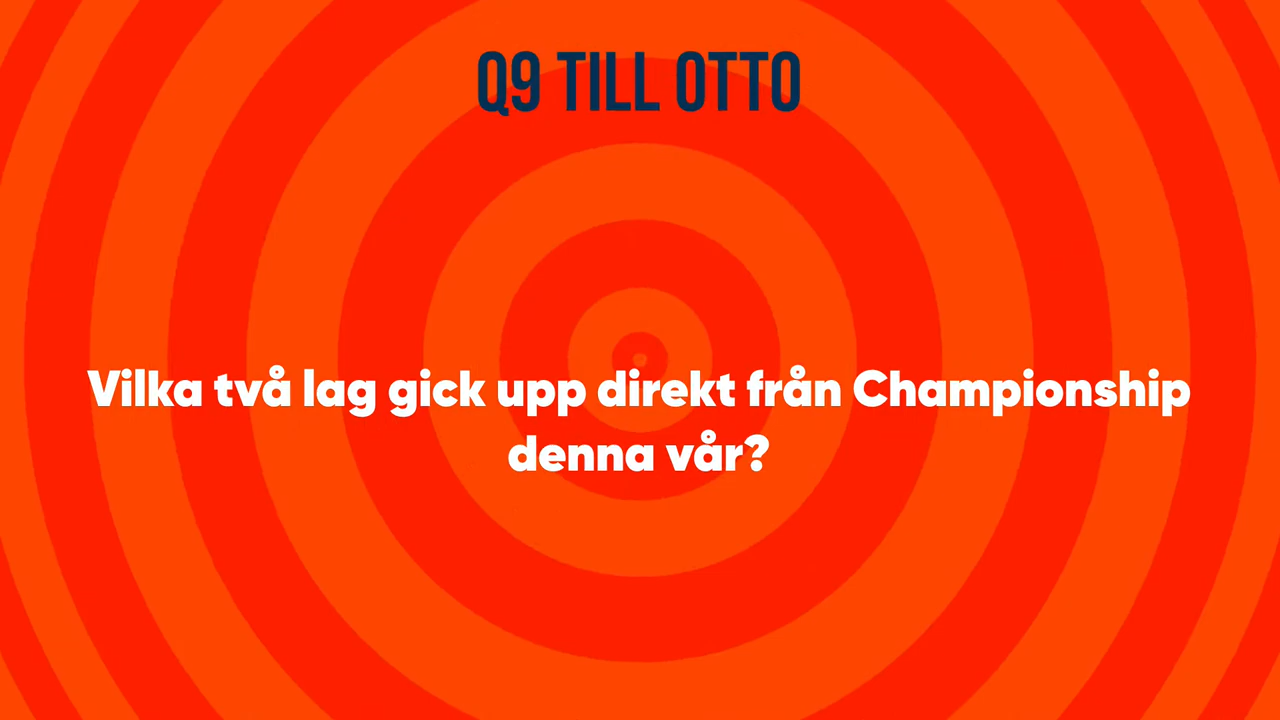 Q9 TILL OTTO
Vilka två lag gick upp direkt från Championship
denna vår?